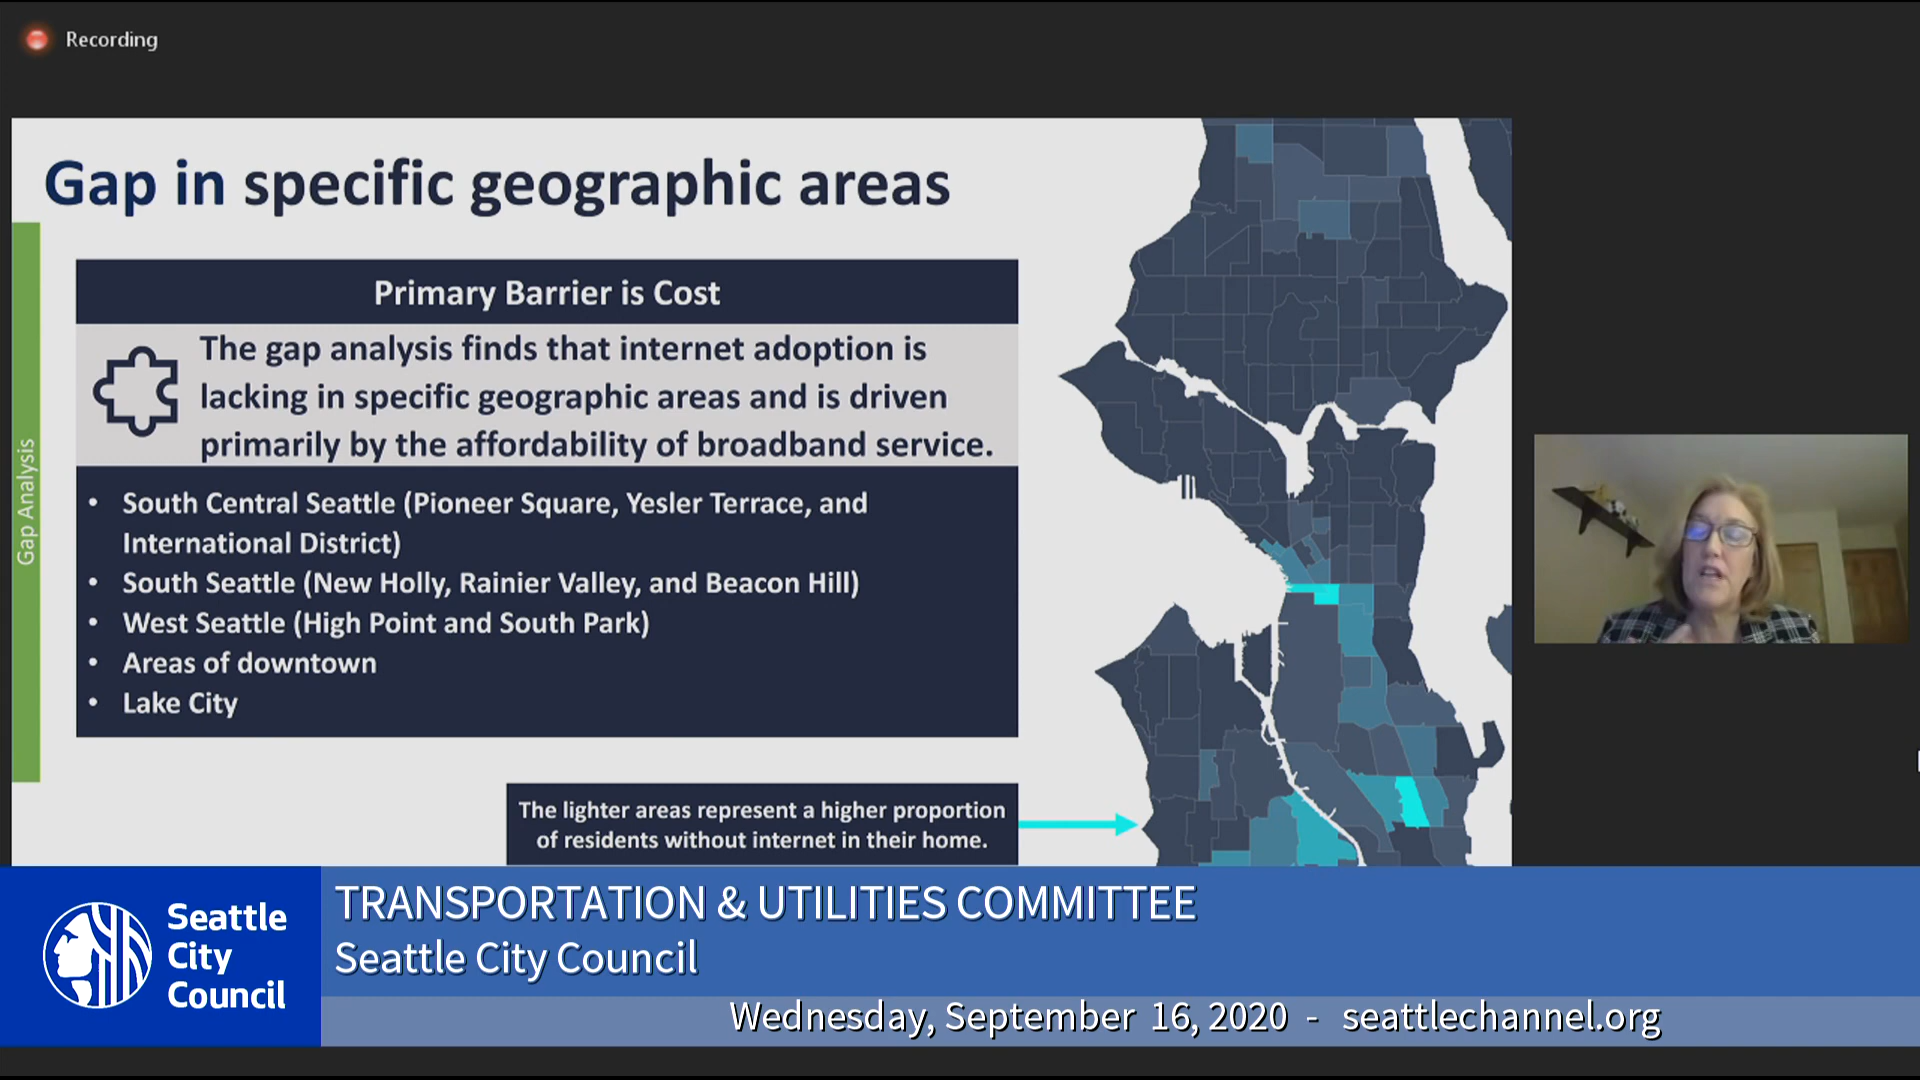 Recording
Gap in specific geographic areas
Gap Analysis
Primary Barrier is Cost
The gap analysis finds that internet adoption is
lacking in specific geographic areas and is driven
primarily by the affordability of broadband service.
• South Central Seattle (Pioneer Square, Yesler Terrace, and
International District)
• South Seattle (New Holly, Rainier Valley, and Beacon Hill)
• West Seattle (High Point and South Park)
• Areas of downtown
• Lake City
The lighter areas represent a higher proportion
of residents without internet in their home.
Seattle
City
Council
TRANSPORTATION & UTILITIES COMMITTEE
Seattle City Council
Wednesday, September 16, 2020 - seattlechannel.org